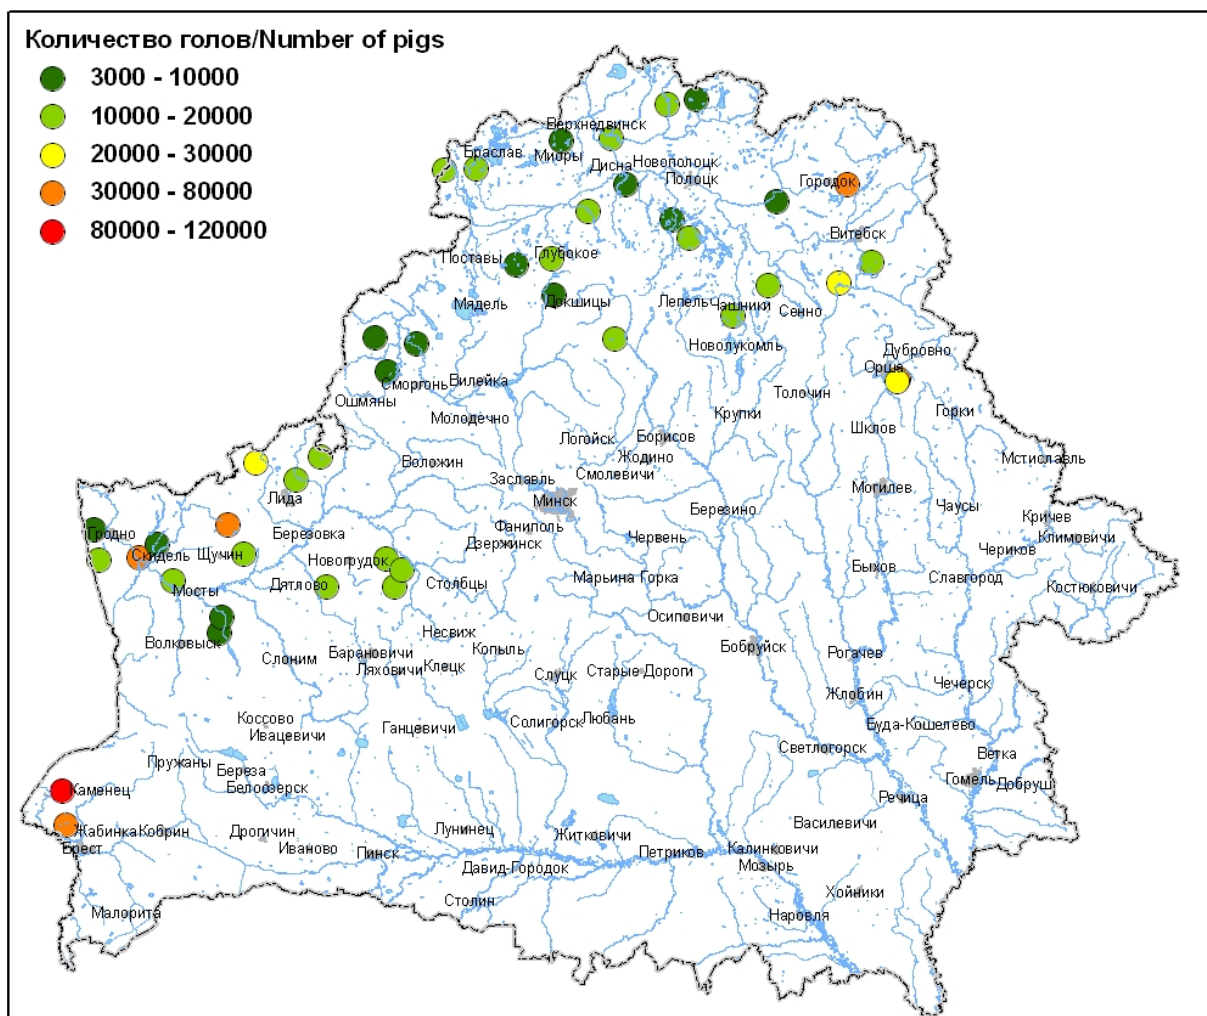 Количество голов/Number of pigs
3000 - 10000
10000 - 20000
20000 - 30000
30000 - 80000
80000 - 120000
Верхнедвинск
Браслав
Миоры
Дисна
Новополоцк
Полоцк
Городок
Витебск
Поставы
Глубокое
Мядель
Докшицы
Лепель
Чашники
Сенно
Новолукомль
Дубровно
Орша
Сморгонь
Вилейка
Ошмяны
Молодечно
Толочин
Крупки
Горки
Шклов
Логойск
Борисов
Жодино
Смолевичи
Воложин
Заславль
Мстиславль
Лида
Минск
Могилев
Березино
Чаусы
Кричев
Гродно
Березовка
Фаниполь
Дзержинск
Червень
Климовичи
Чериков
Скидель
Щучин
Новогрудок
Столбцы
Марьина Горка
Быхов
Славгород
Костюковичи
Мосты
Дятлово
Осиповичи
Волковыск
Несвиж
Бобруйск
Слоним
Барановичи
Ляховичи
Клецк
Копыль
Рогачев
Слуцк
Старые Дороги
Чечерск
Жлобин
Коссово
Ивацевичи
Ганцевичи
Солигорск
Любань
Буда-Кошелево
Светлогорск
Ветка
Пружаны
Береза
Белоозерск
Гомель
Добруш
Каменец
Речица
Жабинка
Кобрин
Дрогичин
Лунинец
Житковичи
Василевичи
Брест
Иваново
Пинск
Петриков
Калинковичи
Мозырь
Давид-Городок
Хойники
Столин
Малорита
Наровля